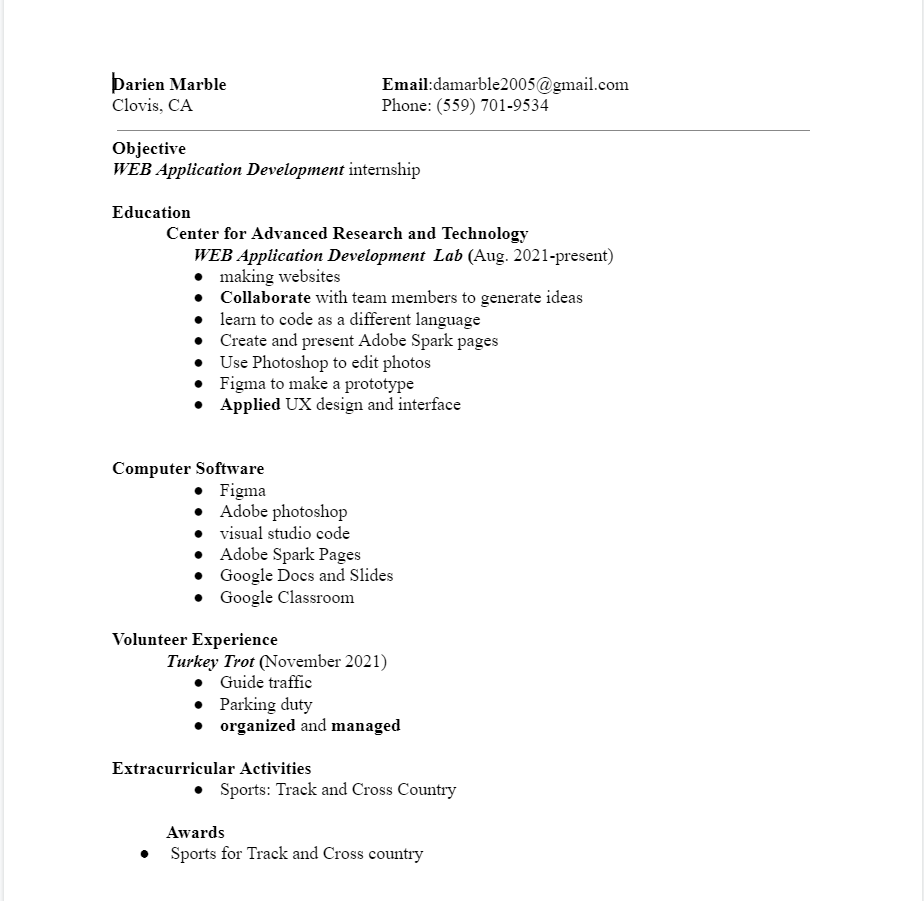 Darien Marble Email:damarble2005@gmail.com
Clovis, CA Phone: (559) 701-9534
Objective
WEB Application Development internship
Education
Center for Advanced Research and Technology
WEB Application Development Lab (Aug. 2021-present)
● making websites
● Collaborate with team members to generate ideas
● learn to code as a different language
● Create and present Adobe Spark pages
● Use Photoshop to edit photos
● Figma to make a prototype
● Applied UX design and interface
Computer Software
● Figma
● Adobe photoshop
● visual studio code
● Adobe Spark Pages
● Google Docs and Slides
● Google Classroom
Volunteer Experience
Turkey Trot (November 2021)
● Guide traffic
● Parking duty
● organized and managed
Extracurricular Activities
● Sports: Track and Cross Country
Awards
● Sports for Track and Cross country